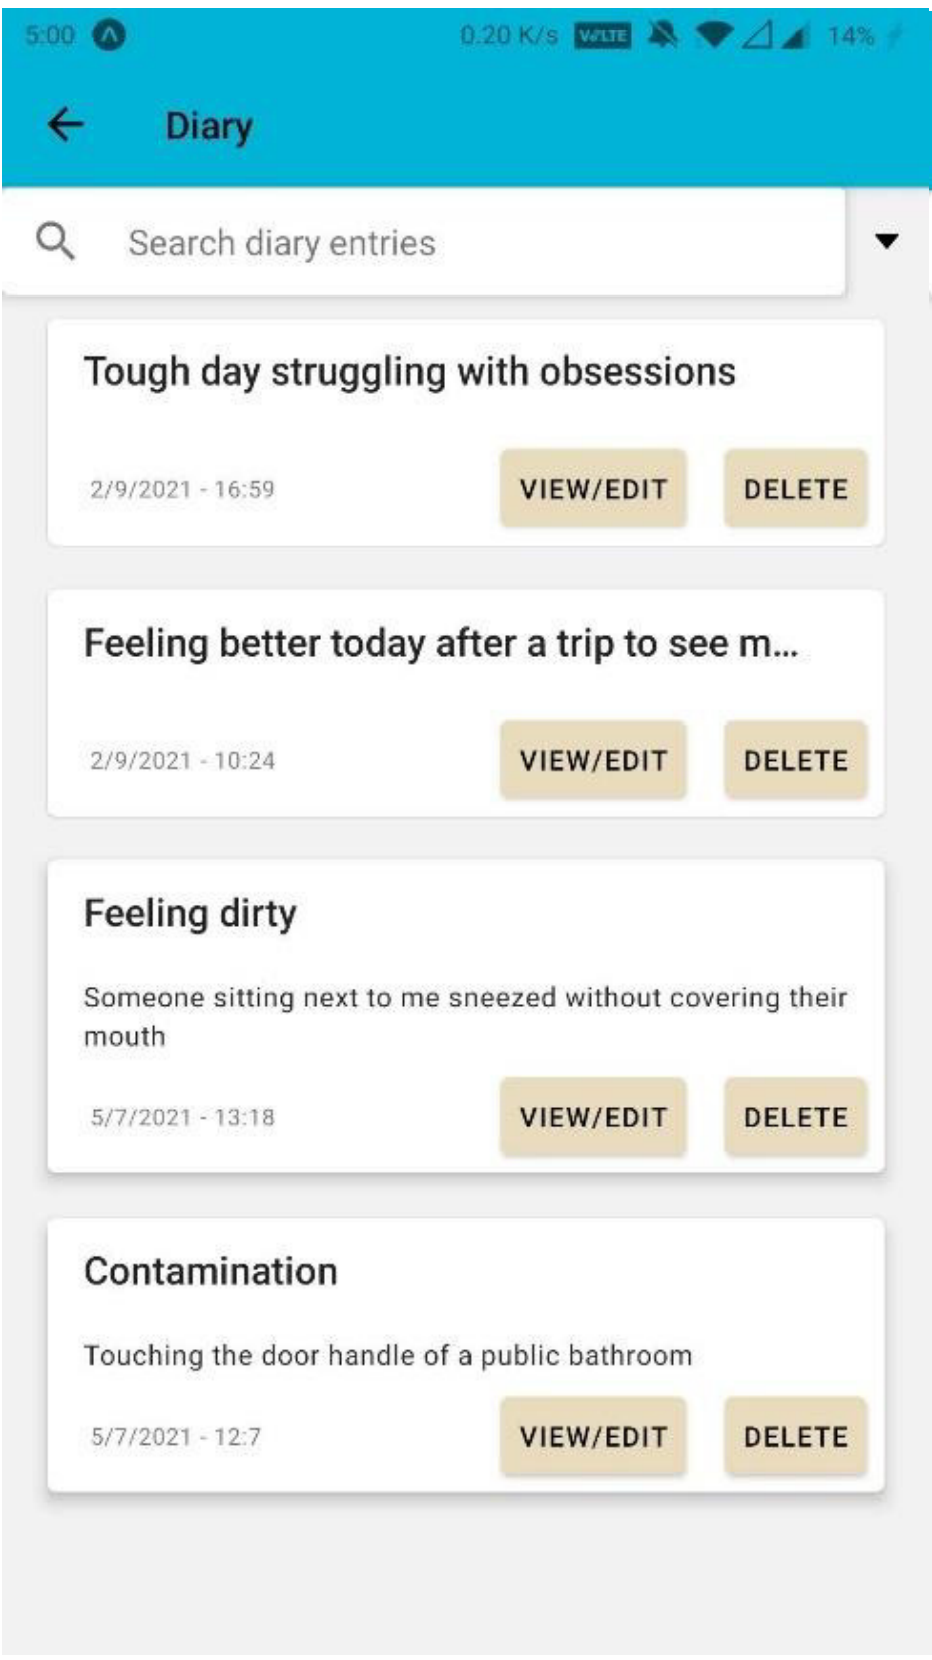 5:00 0.20 K/s VoLTE 14%
Diary
Search diary entries
Tough day struggling with obsessions
2/9/2021 - 16:59 VIEW/EDIT DELETE
Feeling better today after a trip to see m...
2/9/2021 - 10:24 VIEW/EDIT DELETE
Feeling dirty
Someone sitting next to me sneezed without covering their
mouth
5/7/2021 - 13:18 VIEW/EDIT DELETE
Contamination
Touching the door handle of a public bathroom
5/7/2021 - 12:7 VIEW/EDIT DELETE